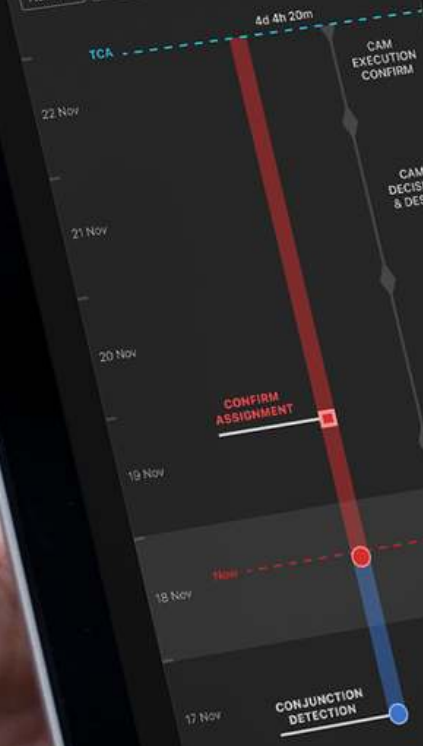 4d 4h 20m
TCA
CAM
EXECUTION
CONFIRM
22 Nov
CAM
& DES
21 Nov
20 Nov
CONFIRM
ASSIGNMENT
19 Nov
Now
18 Nov
CONJUNCTION
DETECTION
17 Nov